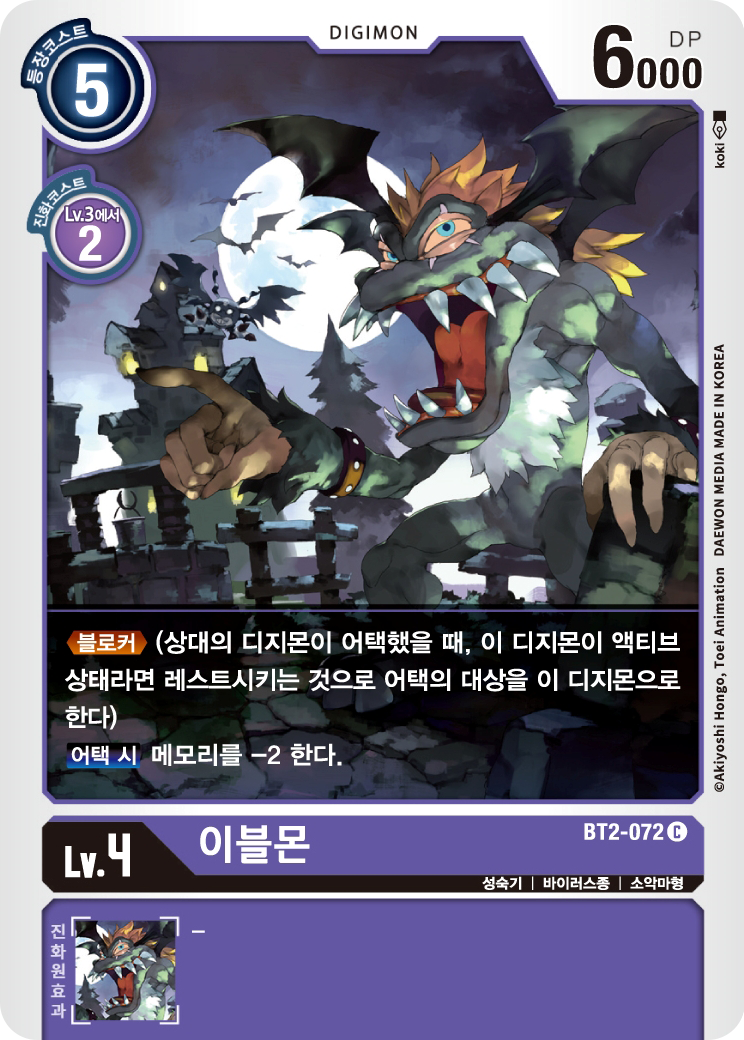 DIGIMON
등장코스트
5
DP
6000
진화코스트
Lv.3에서
2
koki
블로커 (상대의 디지몬이 어택했을 때, 이 디지몬이 액티브
상태라면 레스트시키는 것으로 어택의 대상을 이 디지몬으로
한다)
어택 시 메모리를 -2 한다.
©Akiyoshi Hongo, Toei Animation DAEWON MEDIA MADE IN KOREA
Lv.4
이블몬
BT2-072 C
성숙기 | 바이러스종 | 소악마형
진화원효과
-